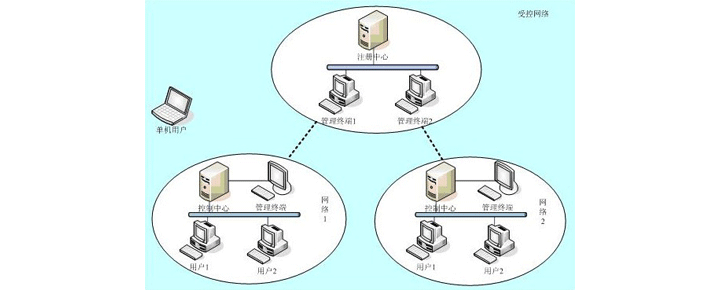 受控网络
注册中心
管理终端1
管理终端2
单机用户
控制中心
管理终端
网络1
用户1
用户2
控制中心
管理终端
网络2
用户1
用户2